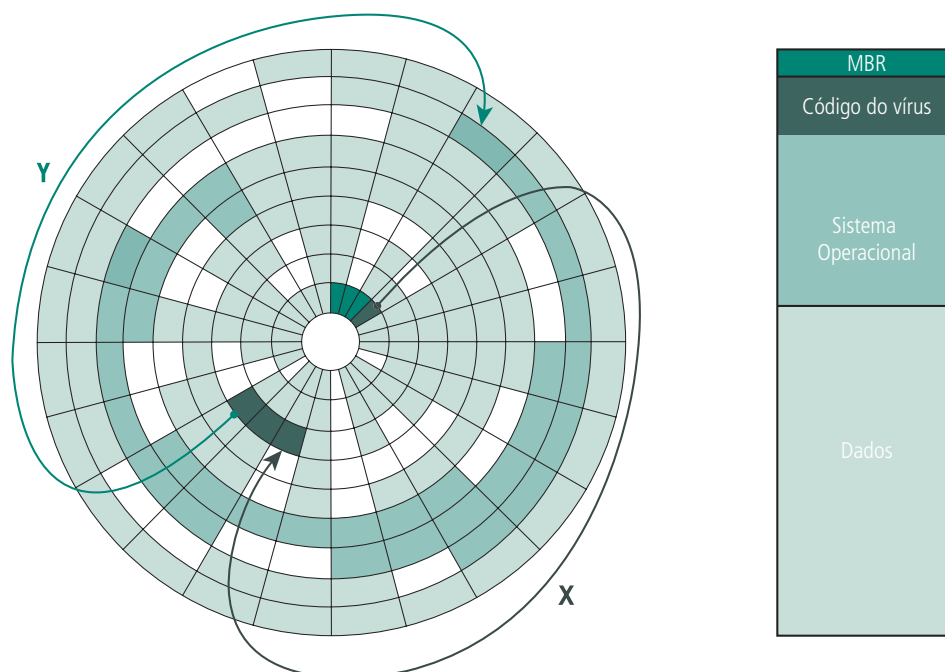 Y
X
MBR
Código do vírus
Sistema
Operacional
Dados